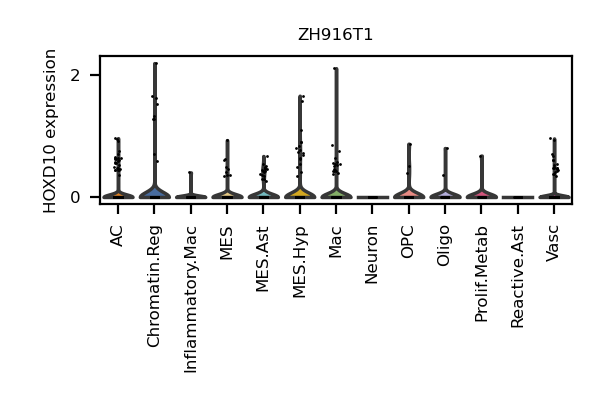 ZH916T1
HOXD10 expression
2
0
AC
Chromatin.Reg
Inflammatory.Mac
MES
MES.Ast
MES.Hyp
Mac
Neuron
OPC
Oligo
Prolif.Metab
Reactive.Ast
Vasc